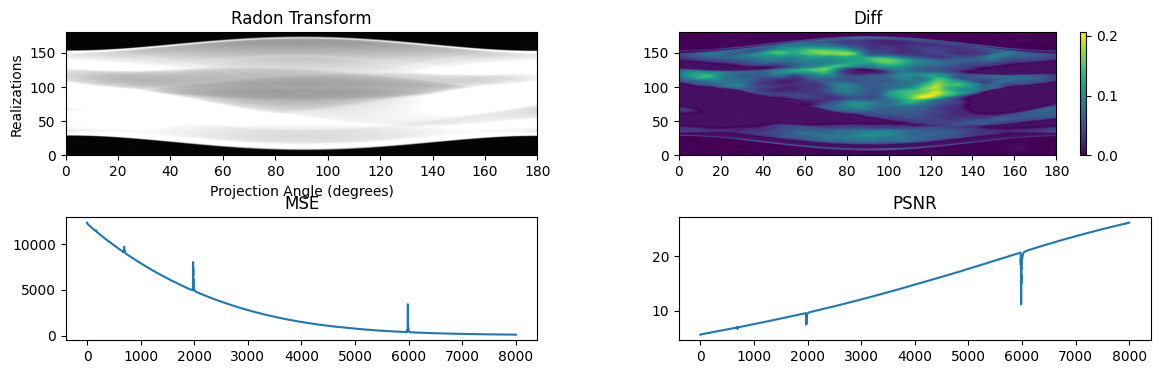 Radon Transform
Realizations
150
100
50
0
0 20 40 60 80 100 120 140 160 180
Projection Angle (degrees)
Diff
150
100
50
0
0 20 40 60 80 100 120 140 160 180
0.2
0.1
0.0
MSE
10000
5000
0
0 1000 2000 3000 4000 5000 6000 7000 8000
PSNR
20
10
0 1000 2000 3000 4000 5000 6000 7000 8000